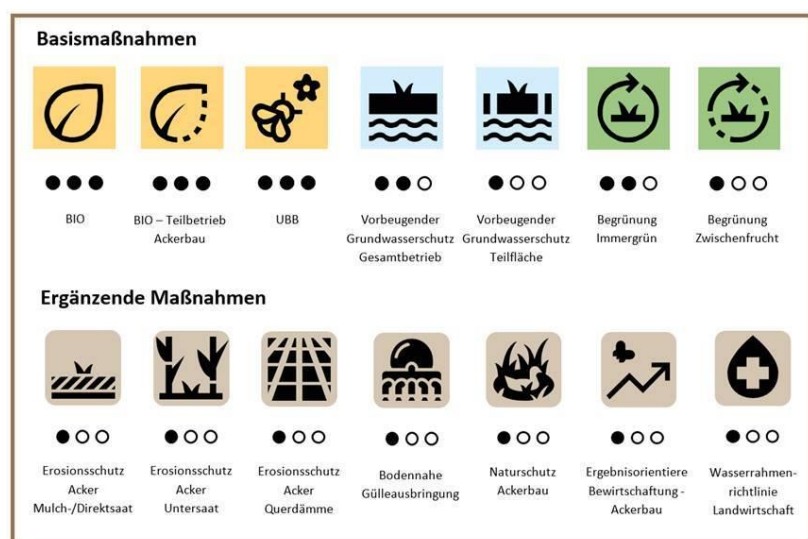 Basismaßnahmen
BIO
BIO – Teilbetrieb
Ackerbau
UBB
Vorbeugender
Grundwasserschutz
Gesamtbetrieb
Vorbeugender
Grundwasserschutz
Teilfläche
Begrünung
Immergrün
Begrünung
Zwischenfrucht
Ergänzende Maßnahmen
Erosionsschutz
Acker
Mulch-/Direktsaat
Erosionsschutz
Acker
Untersaat
Erosionsschutz
Acker
Querdämme
Bodennahe
Gülleausbringung
Naturschutz
Ackerbau
Ergebnisorientiere
Bewirtschaftung -
Ackerbau
Wasserrahmen-
richtlinie
Landwirtschaft